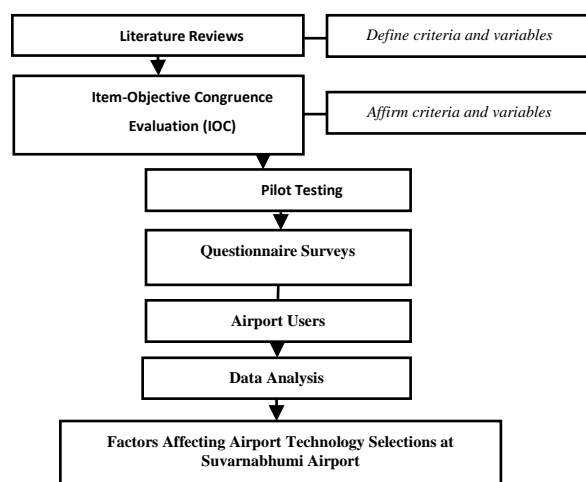 Literature Reviews
Define criteria and variables
Item-Objective Congruence
Evaluation (IOC)
Affirm criteria and variables
Pilot Testing
Questionnaire Surveys
Airport Users
Data Analysis
Factors Affecting Airport Technology Selections at
Suvarnabhumi Airport